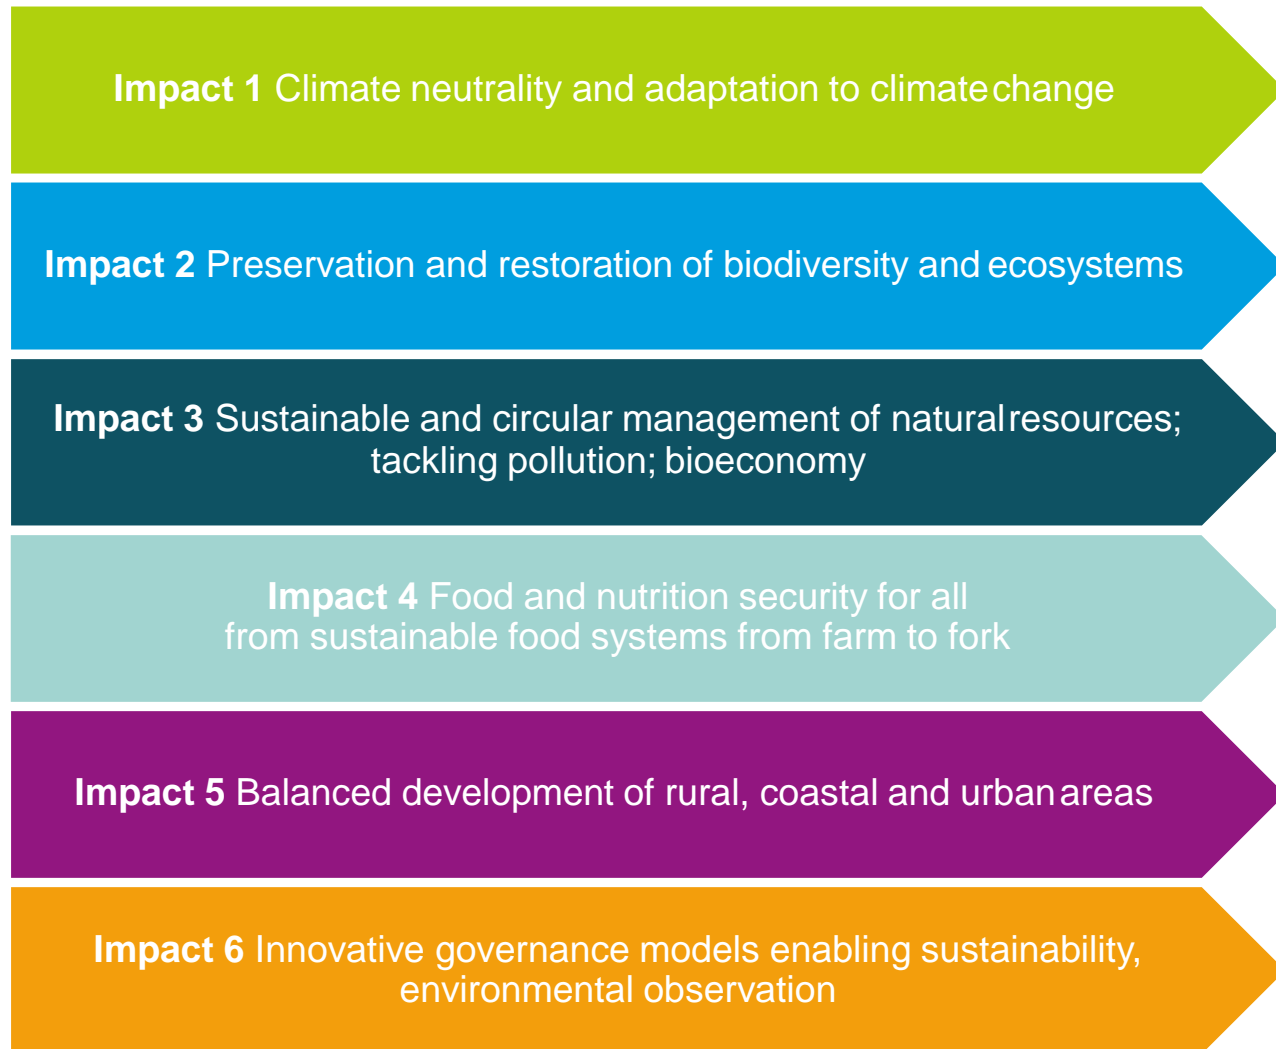 Impact 1 Climate neutrality and adaptation to climate change
Impact 2 Preservation and restoration of biodiversity and ecosystems
Impact 3 Sustainable and circular management of natural resources;
tackling pollution; bioeconomy
Impact 4 Food and nutrition security for all
from sustainable food systems from farm to fork
Impact 5 Balanced development of rural, coastal and urban areas
Impact 6 Innovative governance models enabling sustainability,
environmental observation